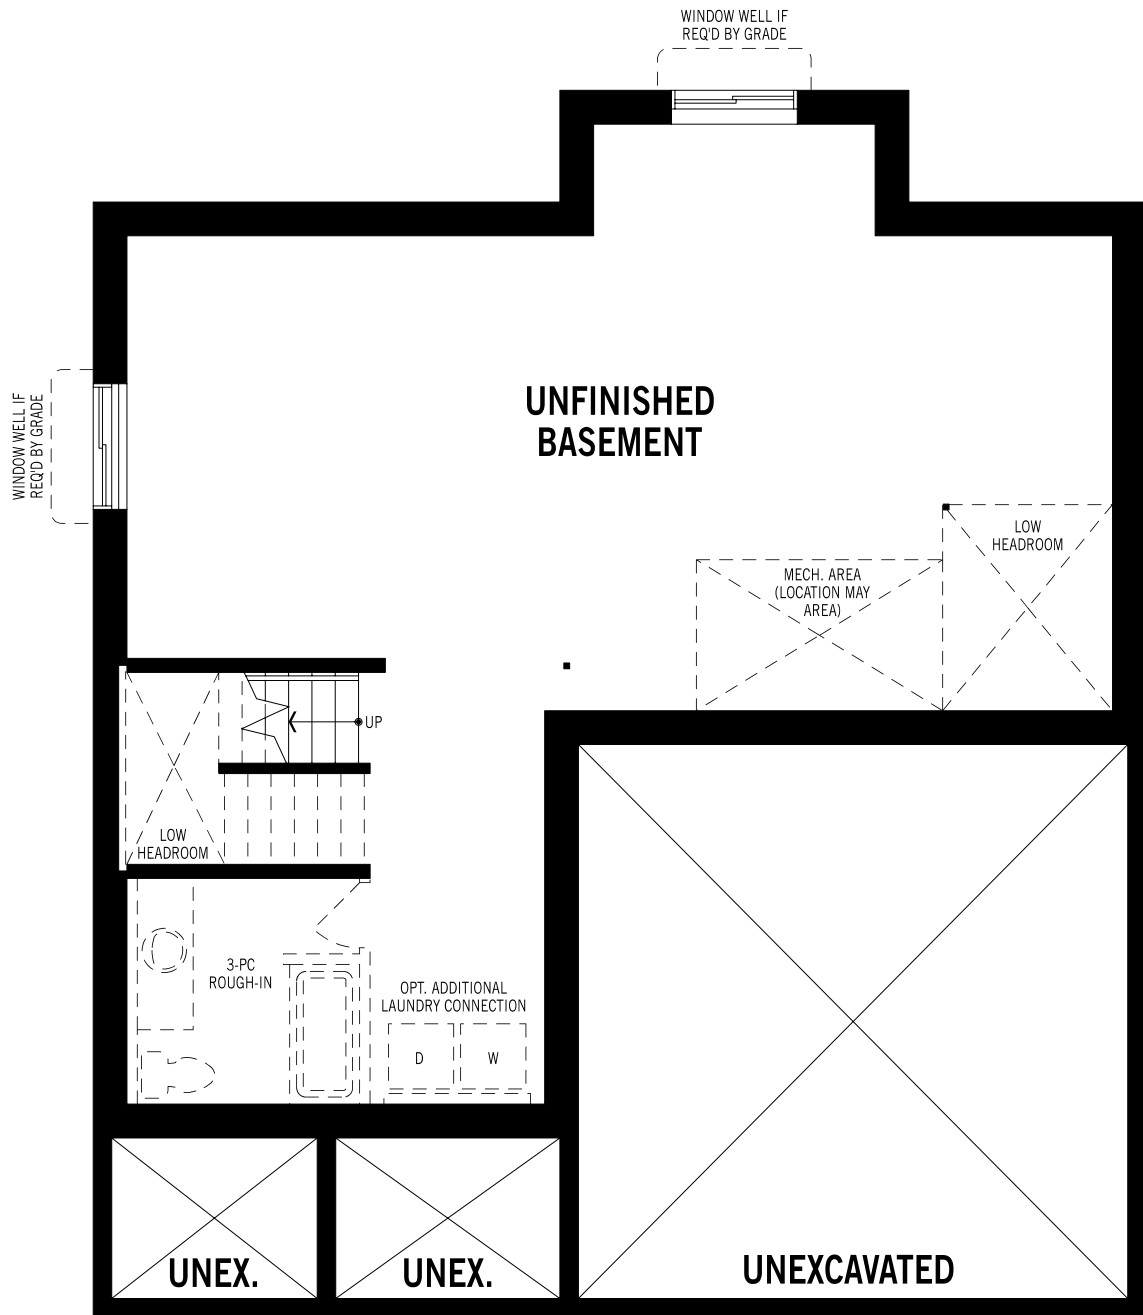 WINDOW WELL IF
REQ'D BY GRADE
WINDOW WELL IF
REQ'D BY GRADE
UNFINISHED
BASEMENT
LOW
HEADROOM
MECH. AREA
(LOCATION MAY
AREA)
UP
LOW
HEADROOM
3-PC
ROUGH-IN
OPT. ADDITIONAL
LAUNDRY CONNECTION
D
W
UNEX.
UNEX.
UNEXCAVATED